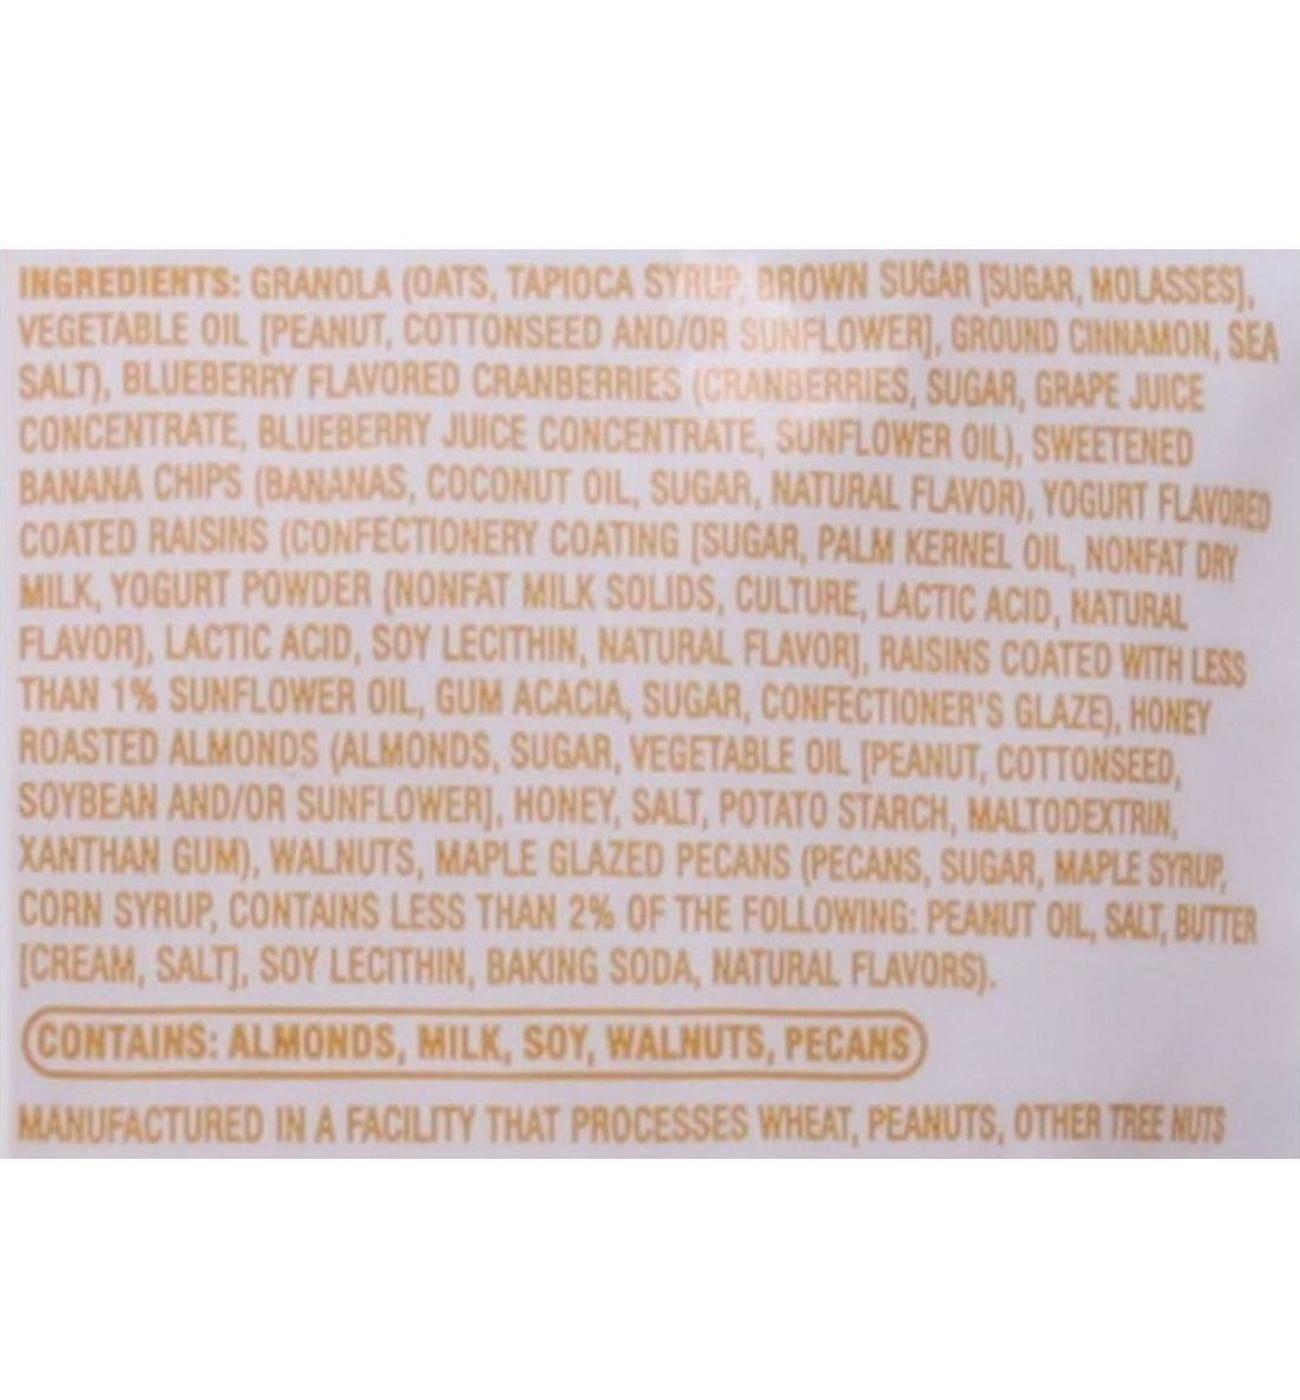 INGREDIENTS: GRANOLA (OATS, TAPIOCA SYRUP, BROWN SUGAR [SUGAR, MOLASSES],
VEGETABLE OIL [PEANUT, COTTONSEED AND/OR SUNFLOWER], GROUND CINNAMON, SEA
SALT), BLUEBERRY FLAVORED CRANBERRIES (CRANBERRIES, SUGAR, GRAPE JUICE
CONCENTRATE, BLUEBERRY JUICE CONCENTRATE, SUNFLOWER OIL), SWEETENED
BANANA CHIPS (BANANAS, COCONUT OIL, SUGAR, NATURAL FLAVOR), YOGURT FLAVORED
COATED RAISINS (CONFECTIONERY COATING [SUGAR, PALM KERNEL OIL, NONFAT DRY
MILK, YOGURT POWDER {NONFAT MILK SOLIDS, CULTURE, LACTIC ACID, NATURAL
FLAVOR}, LACTIC ACID, SOY LECITHIN, NATURAL FLAVOR], RAISINS COATED WITH LESS
THAN 1% SUNFLOWER OIL, GUM ACACIA, SUGAR, CONFECTIONER'S GLAZE), HONEY
ROASTED ALMONDS (ALMONDS, SUGAR, VEGETABLE OIL [PEANUT, COTTONSEED,
SOYBEAN AND/OR SUNFLOWER], HONEY, SALT, POTATO STARCH, MALTODEXTRIN,
XANTHAN GUM), WALNUTS, MAPLE GLAZED PECANS (PECANS, SUGAR, MAPLE SYRUP,
CORN SYRUP, CONTAINS LESS THAN 2% OF THE FOLLOWING: PEANUT OIL, SALT, BUTTER
[CREAM, SALT], SOY LECITHIN, BAKING SODA, NATURAL FLAVORS).
CONTAINS: ALMONDS, MILK, SOY, WALNUTS, PECANS
MANUFACTURED IN A FACILITY THAT PROCESSES WHEAT, PEANUTS, OTHER TREE NUTS